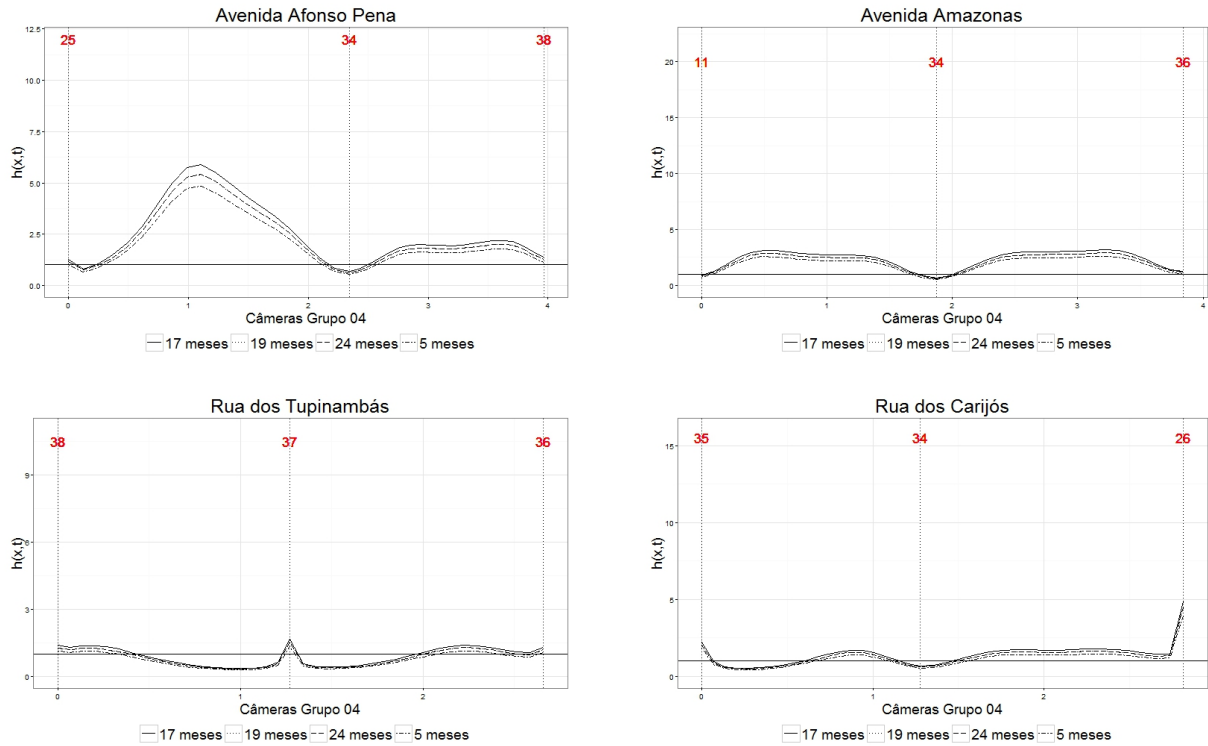 Avenida Afonso Pena
12.5
25 34 38
10.0
7.5
h(x,t)
5.0
2.5
0.0
0 1 2 3 4
Câmeras Grupo 04
17 meses 19 meses 24 meses 5 meses
Avenida Amazonas
20
11 34 36
15
h(x,t)
10
5
0
0 1 2 3 4
Câmeras Grupo 04
17 meses 19 meses 24 meses 5 meses
Rua dos Tupinambás
38 37 36
9
h(x,t)
6
3
0
0 1 2
Câmeras Grupo 04
17 meses 19 meses 24 meses 5 meses
Rua dos Carijós
35 34 26
15
10
h(x,t)
5
0
0 1 2
Câmeras Grupo 04
17 meses 19 meses 24 meses 5 meses